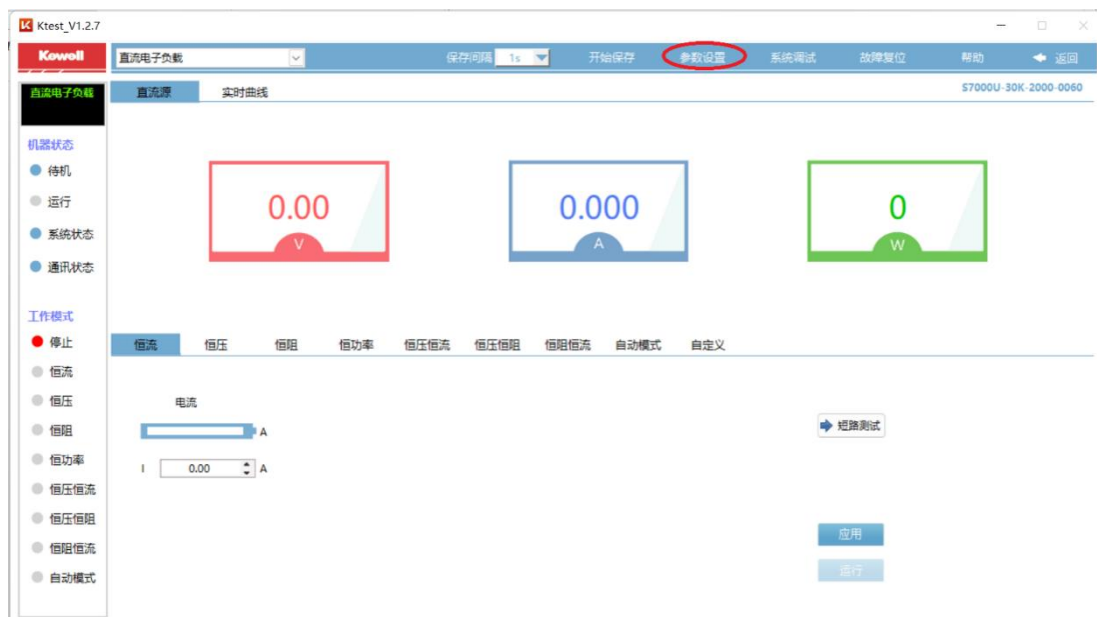 Ktest_V1.2.7
Kowell
直流电子负载
保存间隔 1s 开始保存 参数设置 系统调试 故障复位 帮助 返回
直流电子负载
直流源 实时曲线
S7000U-30K-2000-0060
机器状态
待机
运行
系统状态
通讯状态
0.00
V
0.000
A
0
W
工作模式
停止
恒流
恒压
恒阻
恒功率
恒压恒流
恒压恒阻
恒阻恒流
自动模式
恒流 恒压 恒阻 恒功率 恒压恒流 恒压恒阻 恒阻恒流 自动模式 自定义
电流
A
I 0.00 A
短路测试
应用
运行